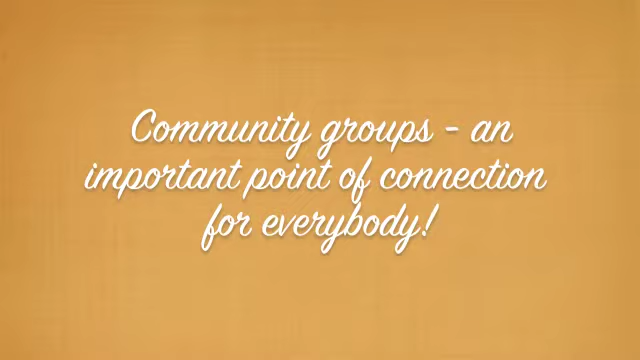 Community groups - an
important point of connection
for everybody!